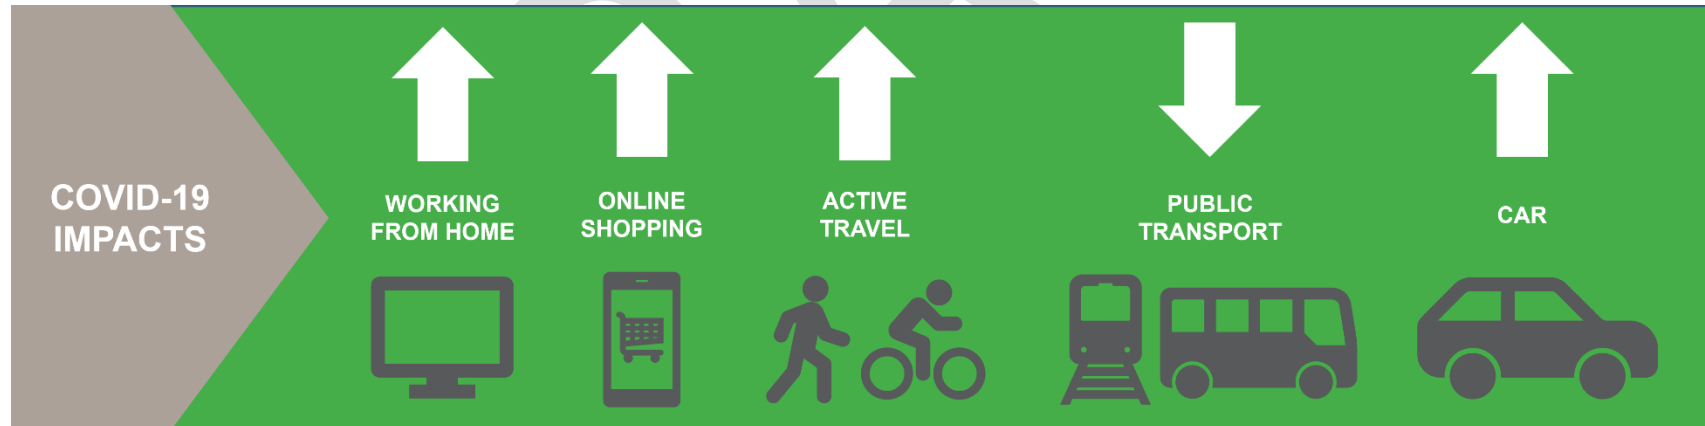 COVID-19
IMPACTS
WORKING
FROM HOME
ONLINE
SHOPPING
ACTIVE
TRAVEL
PUBLIC
TRANSPORT
CAR